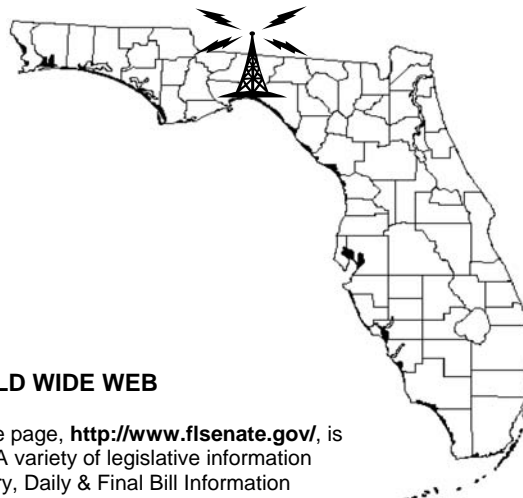 LD WIDE WEB
e page, http://www.flsenate.gov/, is
A variety of legislative information
ry, Daily & Final Bill Information